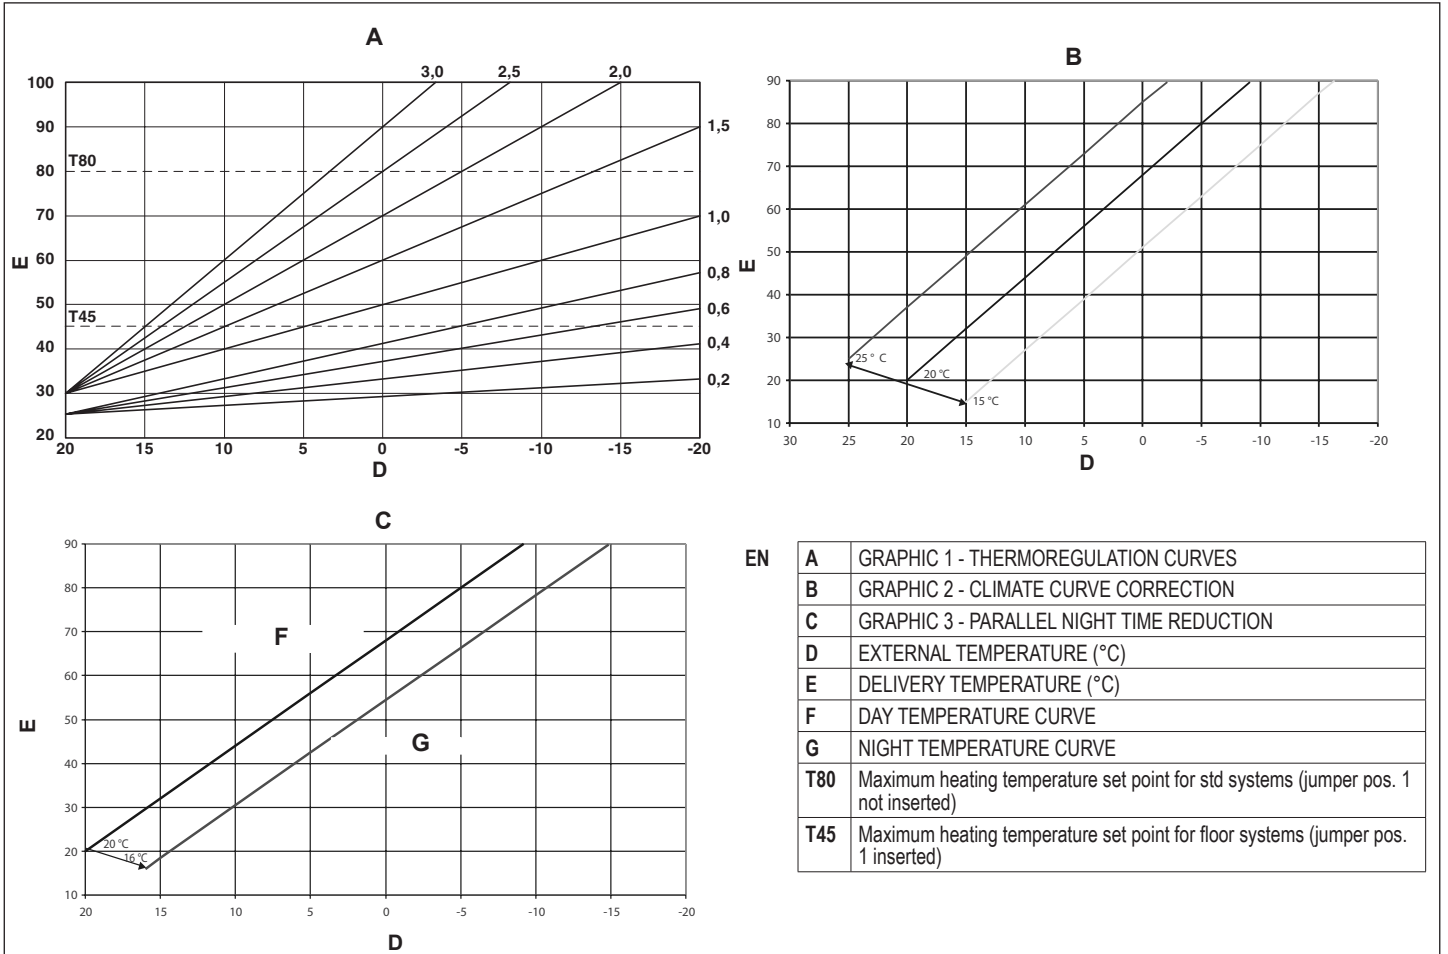 A
3,0 2,5 2,0
100
90
T80
80
70
60
E
50
T45
40
30
20
1,5
1,0
0,8
0,6
0,4
0,2
20 15 10 5 0 -5 -10 -15 -20
D
B
90
80
70
60
50
E
40
30
20
10
25 ° C
20 °C
15 °C
30 25 20 15 10 5 0 -5 -10 -15 -20
D
C
90
80
70
60
50
E
40
30
20
10
F
G
20 °C
16 °C
20 15 10 5 0 -5 -10 -15 -20
D
EN
A GRAPHIC 1 - THERMOREGULATION CURVES
B GRAPHIC 2 - CLIMATE CURVE CORRECTION
C GRAPHIC 3 - PARALLEL NIGHT TIME REDUCTION
D EXTERNAL TEMPERATURE (°C)
E DELIVERY TEMPERATURE (°C)
F DAY TEMPERATURE CURVE
G NIGHT TEMPERATURE CURVE
T80 Maximum heating temperature set point for std systems (jumper pos. 1
not inserted)
T45 Maximum heating temperature set point for floor systems (jumper pos.
1 inserted)